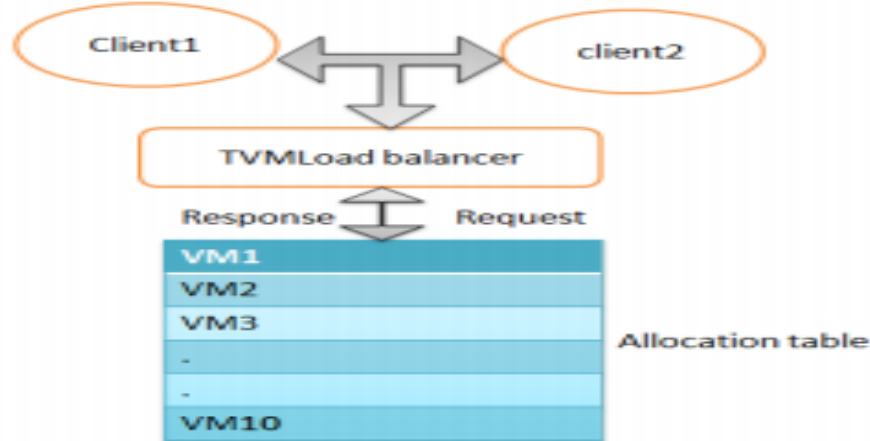 Client1
client2
TVMLoad balancer
Response
Request
VM1
VM2
VM3
-
-
VM10
Allocation table